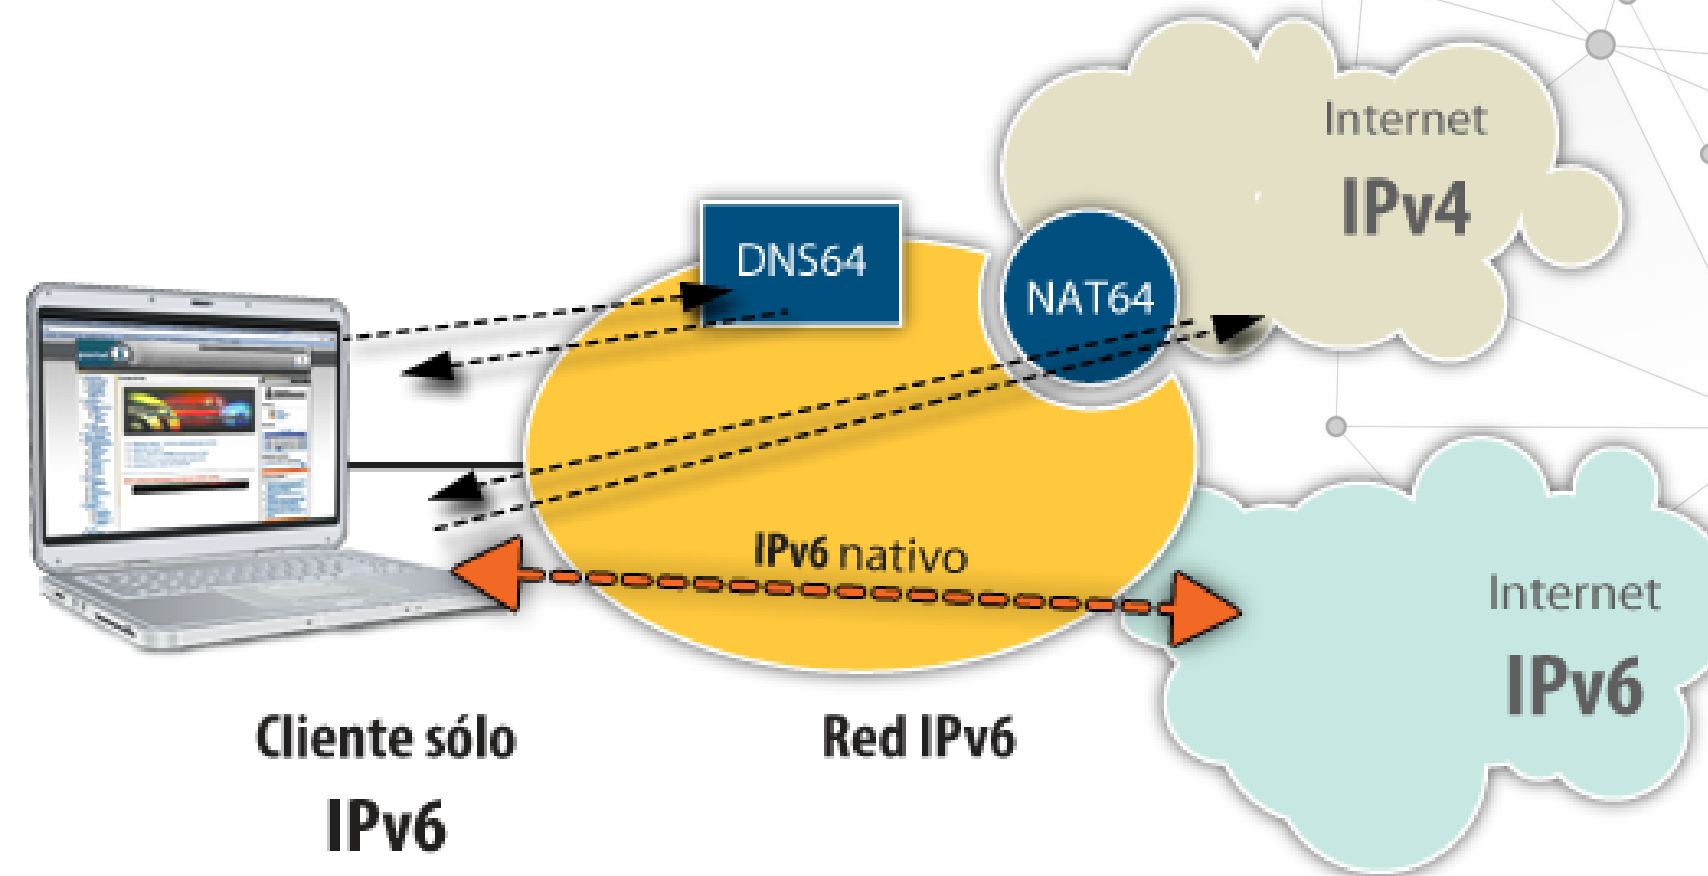 Internet
IPv4
DNS64
NAT64
IPv6 nativo
Internet
IPv6
Cliente sólo
IPv6
Red IPv6